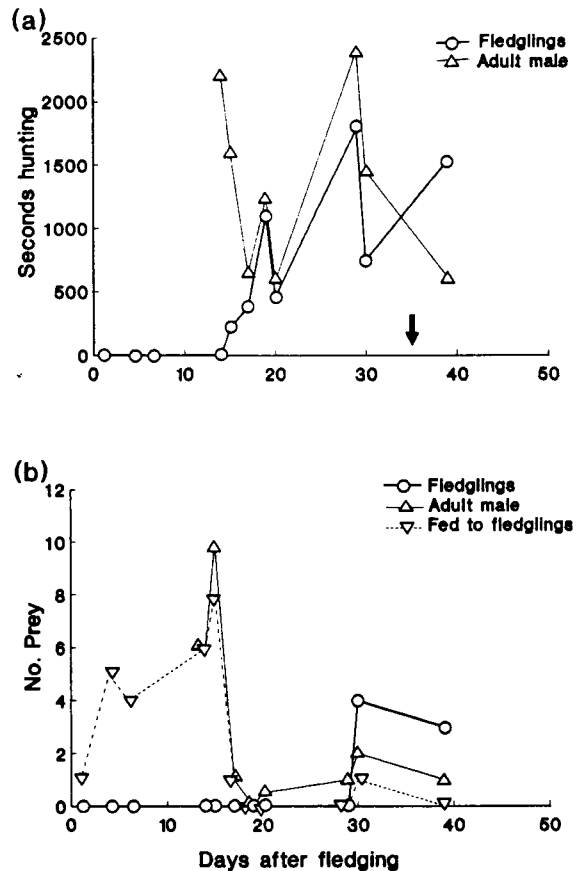 (a)
Fledglings
Adult male
2500
2000
1500
1000
500
0
Seconds hunting
0 10 20 30 40 50
(b)
Fledglings
Adult male
Fed to fledglings
12
10
8
6
4
2
0
No. Prey
0 10 20 30 40 50
Days after fledging